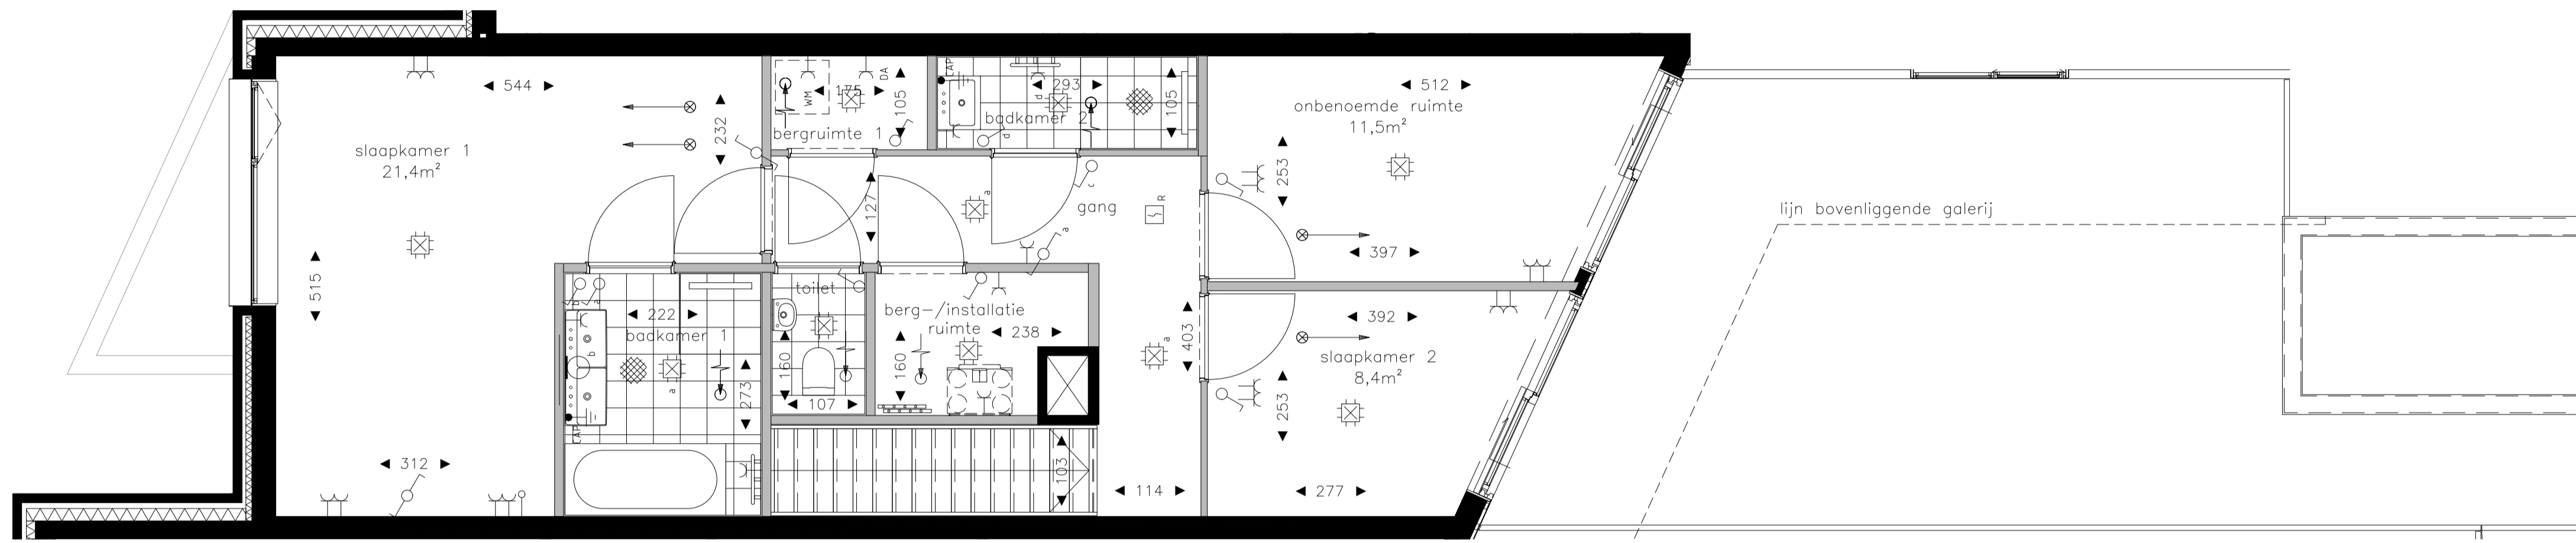 544
slaapkamer 1
21,4m²
232
515
312
WM
175
DA
105
bergruimte 1
CAP
293
d
badkamer 2
d
105
127
a
c
gang
R
a
512
onbenoemde ruimte
11,5m²
253
397
lijn bovenliggende galerij
b
a
222
badkamer 1
b
a
273
CAP
toilet
160
107
berg-/installatie
ruimte
238
160
103
a
403
114
392
slaapkamer 2
8,4m²
253
277